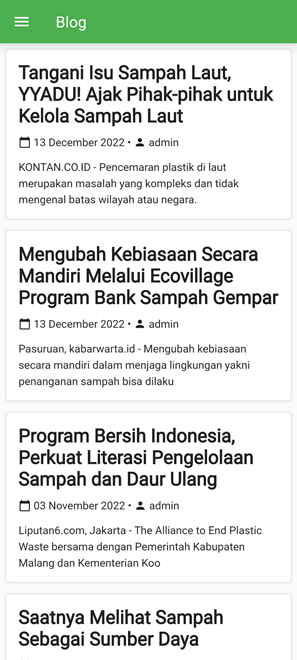 Blog
Tangani Isu Sampah Laut,
YYADU! Ajak Pihak-pihak untuk
Kelola Sampah Laut
13 December 2022 • admin
KONTAN.CO.ID - Pencemaran plastik di laut
merupakan masalah yang kompleks dan tidak
mengenal batas wilayah atau negara.
Mengubah Kebiasaan Secara
Mandiri Melalui Ecovillage
Program Bank Sampah Gempar
13 December 2022 • admin
Pasuruan, kabarwarta.id - Mengubah kebiasaan
secara mandiri dalam menjaga lingkungan yakni
penanganan sampah bisa dilaku
Program Bersih Indonesia,
Perkuat Literasi Pengelolaan
Sampah dan Daur Ulang
03 November 2022 • admin
Liputan6.com, Jakarta - The Alliance to End Plastic
Waste bersama dengan Pemerintah Kabupaten
Malang dan Kementerian Koo
Saatnya Melihat Sampah
Sebagai Sumber Daya